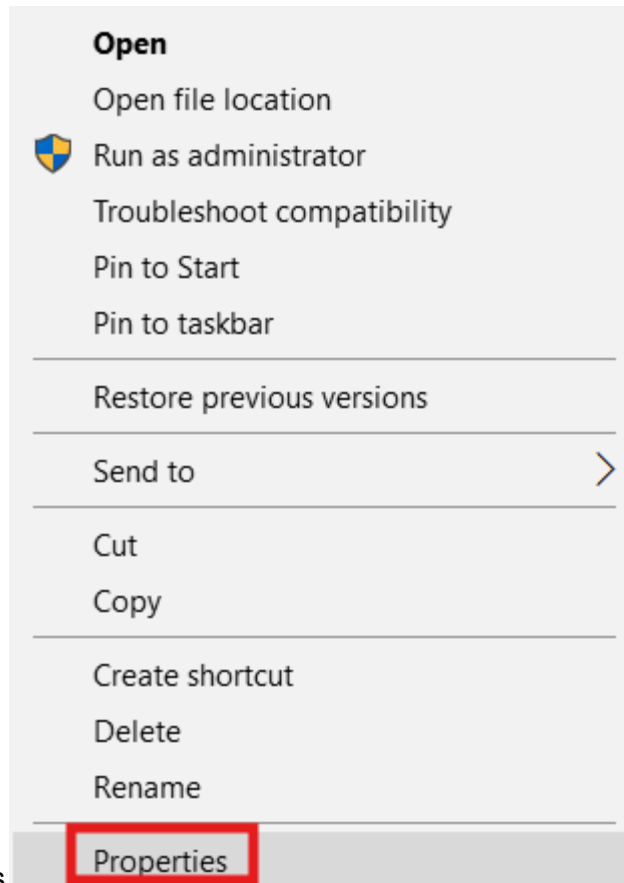 Open
Open file location
Run as administrator
Troubleshoot compatibility
Pin to Start
Pin to taskbar
Restore previous versions
Send to
Cut
Copy
Create shortcut
Delete
Rename
Properties